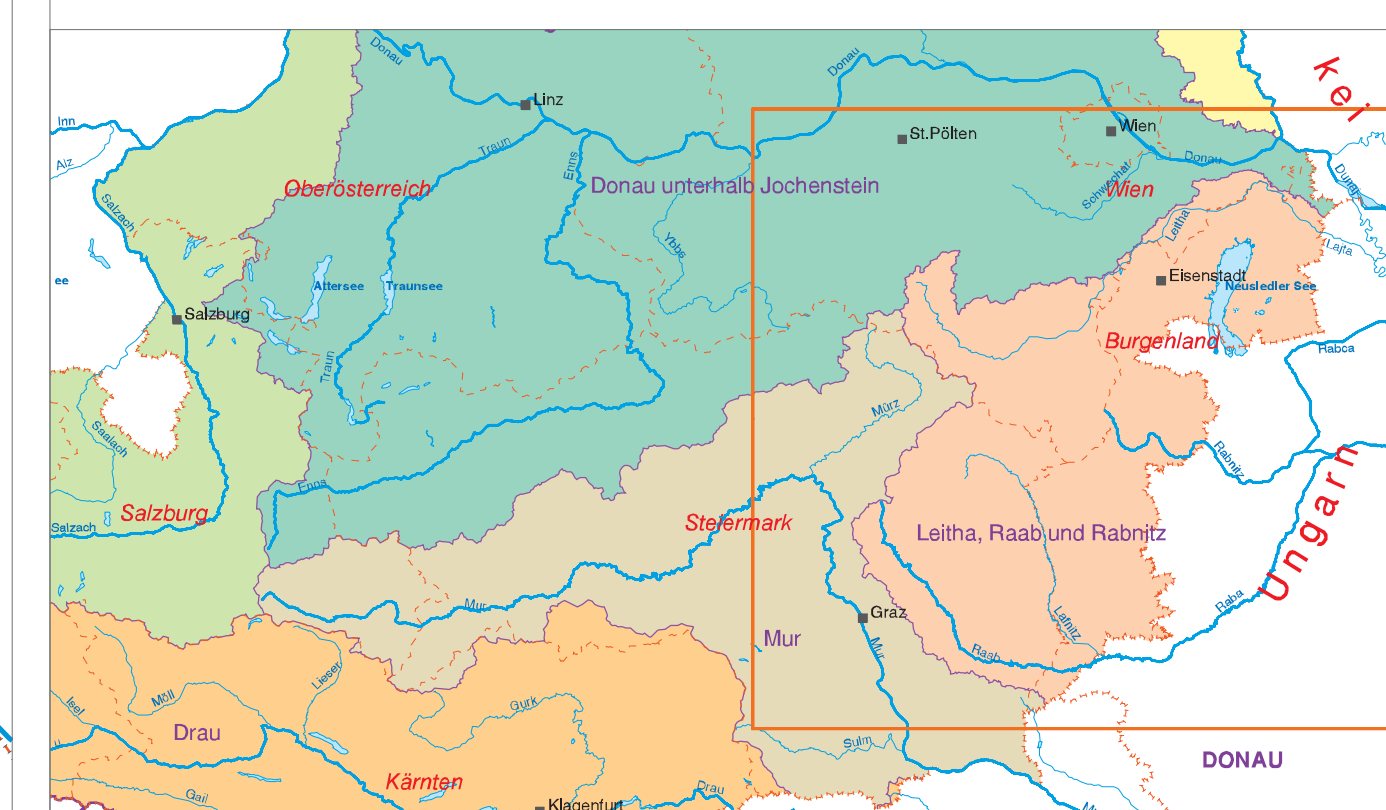 Donau
Donau
kei
Linz
Inn
Wien
St.Pölten
Traun
Alz
Enns
Donau
Dunaj
Schwechat
Oberösterreich
Donau unterhalb Jochenstein
Wien
Salzach
Leitha
Ybbs
Lajta
ee
Attersee
Traunsee
Eisenstadt
Neusiedler See
Salzburg
Burgenland
Rabca
Traun
Mürz
Saalach
Rabnitz
Enns
Salzburg
Salzach
Steiermark
Leitha, Raab und Rabnitz
Ungarn
Mur
Raba
Graz
Lafnitz
Mur
Mur
Raab
Lieser
Möll
Isel
Gurk
Drau
Sulm
DONAU
Kärnten
Gail
Drau
Klagenfurt